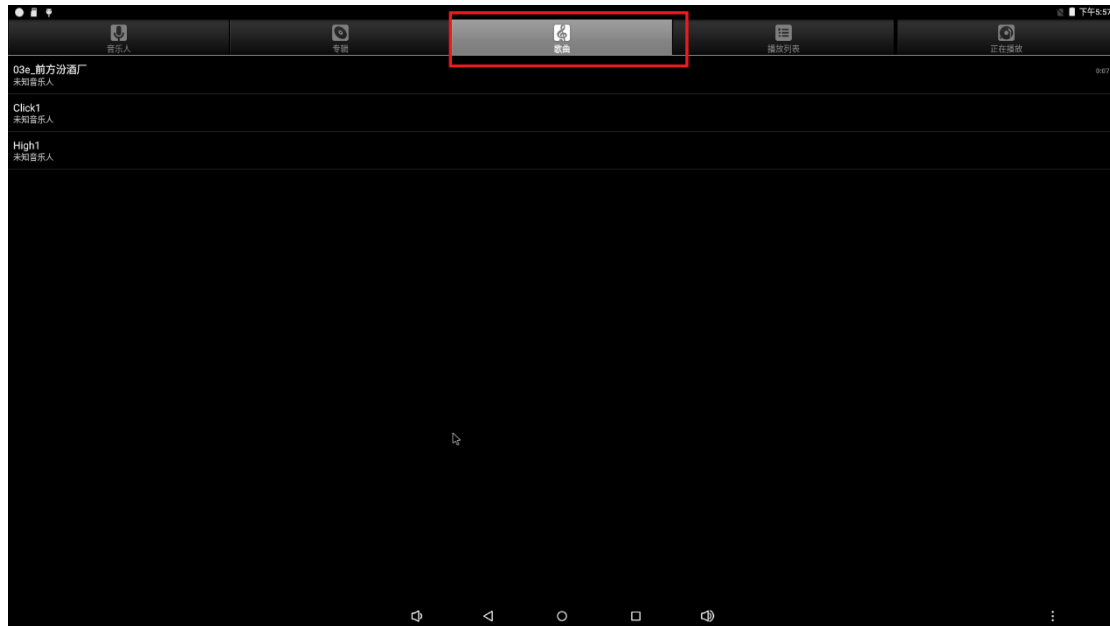 下午5:57
音乐人 专辑 歌曲 播放列表 正在播放
03e_前方汾酒厂
未知音乐人 0:07
Click1
未知音乐人
High1
未知音乐人